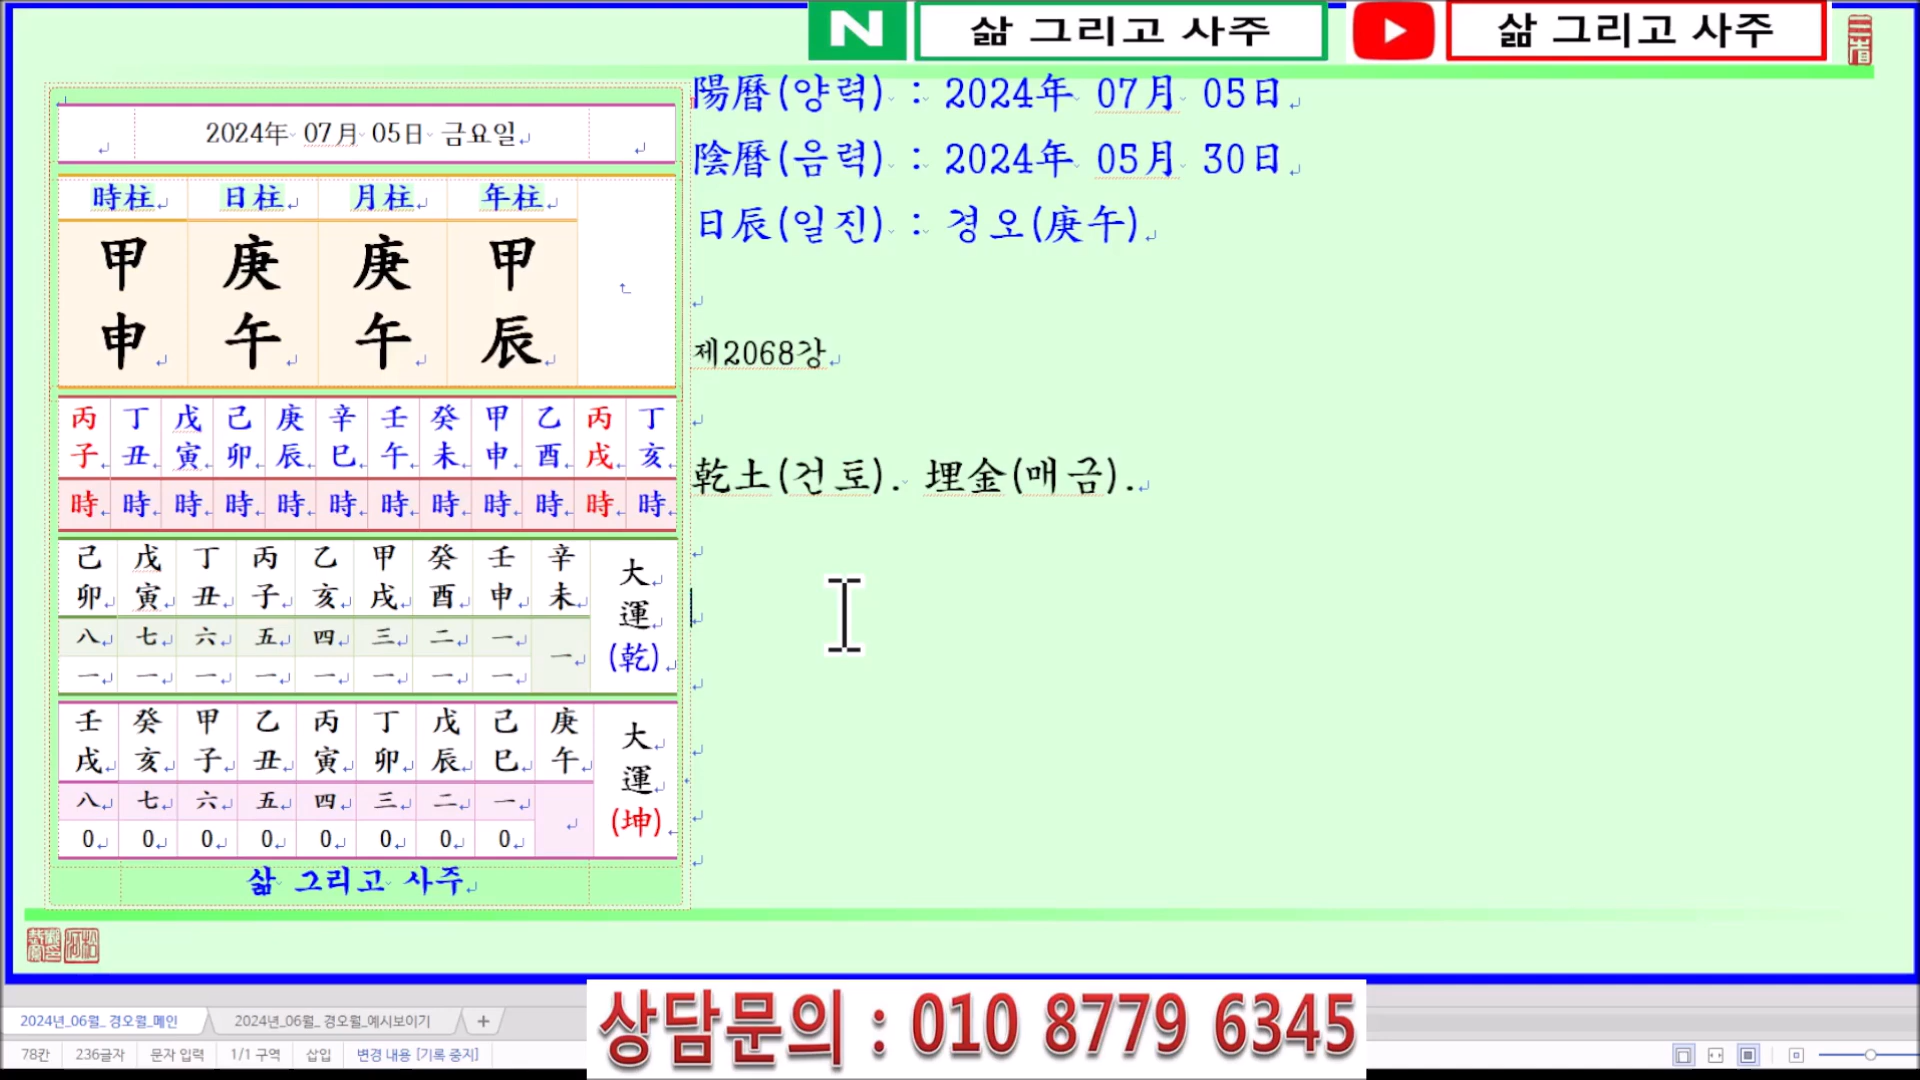 N 삶 그리고 사주 삶 그리고 사주
2024年 07月 05日 금요일
時柱 日柱 月柱 年柱
甲 庚 庚 甲
申 午 午 辰
丙 丁 戊 己 庚 辛 壬 癸 甲 乙 丙 丁
子 丑 寅 卯 辰 巳 午 未 申 酉 戌 亥
時 時 時 時 時 時 時 時 時 時 時 時
己 戊 丁 丙 乙 甲 癸 壬 辛 大
卯 寅 丑 子 亥 戌 酉 申 未 運
八 七 六 五 四 三 二 一 一 (乾)
一 一 一 一 一 一 一 一
壬 癸 甲 乙 丙 丁 戊 己 庚 大
戌 亥 子 丑 寅 卯 辰 巳 午 運
八 七 六 五 四 三 二 一 (坤)
0 0 0 0 0 0 0 0
삶 그리고 사주
陽曆(양력) : 2024年 07月 05日
陰曆(음력) : 2024年 05月 30日
日辰(일진) : 경오(庚午)
제2068강
乾土(건토). 埋金(매금).
2024년_06월_ 경오월_메인 2024년_06월_ 경오월_예시보이기 +
78칸 236글자 문자 입력 1/1 구역 삽입 변경 내용 [기록 중지]
상담문의 : 010 8779 6345